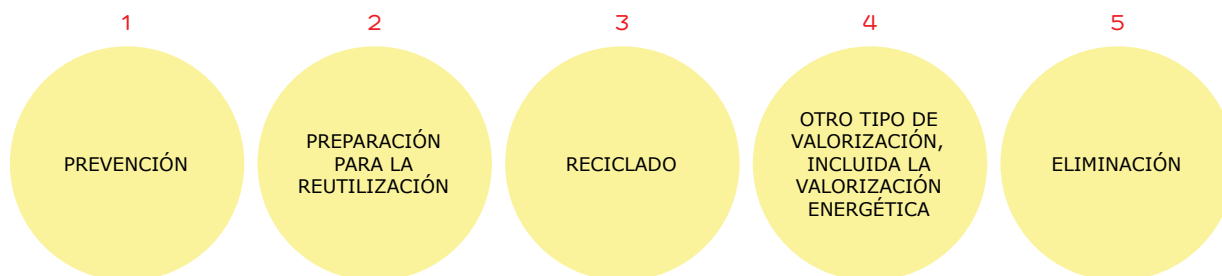 1
2
3
4
5
PREVENCIÓN
PREPARACIÓN
PARA LA
REUTILIZACIÓN
RECICLADO
OTRO TIPO DE
VALORIZACIÓN,
INCLUIDA LA
VALORIZACIÓN
ENERGÉTICA
ELIMINACIÓN